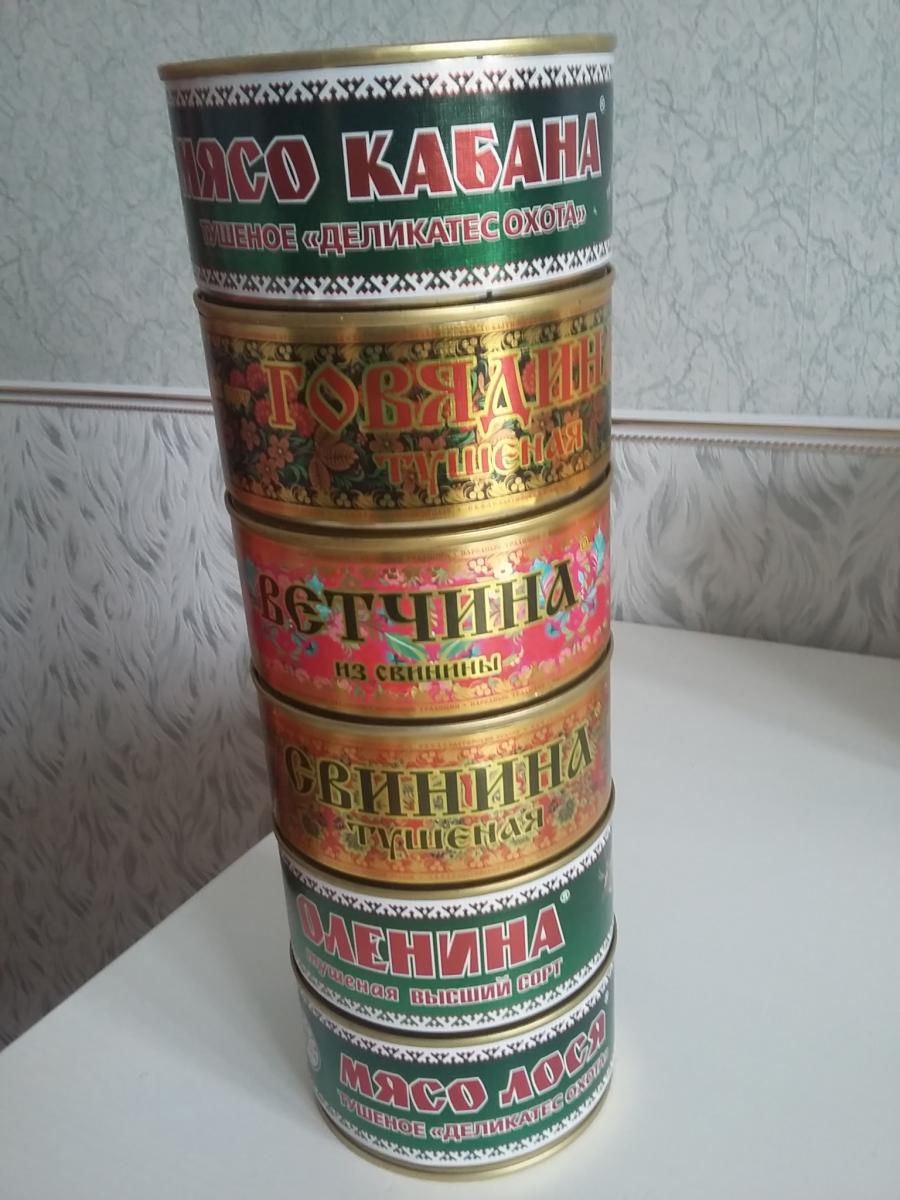 МЯСО КАБАНА®
ТУШЕНОЕ «ДЕЛИКАТЕС ОХОТА»
ГОВЯДИН
ТУШЕНАЯ
ВЕТЧИНА®
ИЗ СВИНИНЫ
СВИНИНА®
ТУШЕНАЯ
ОЛЕНИНА®
тушеная ВЫСШИЙ СОРТ
МЯСО ЛОСЯ®
ТУШЕНОЕ «ДЕЛИКАТЕС ОХОТА»